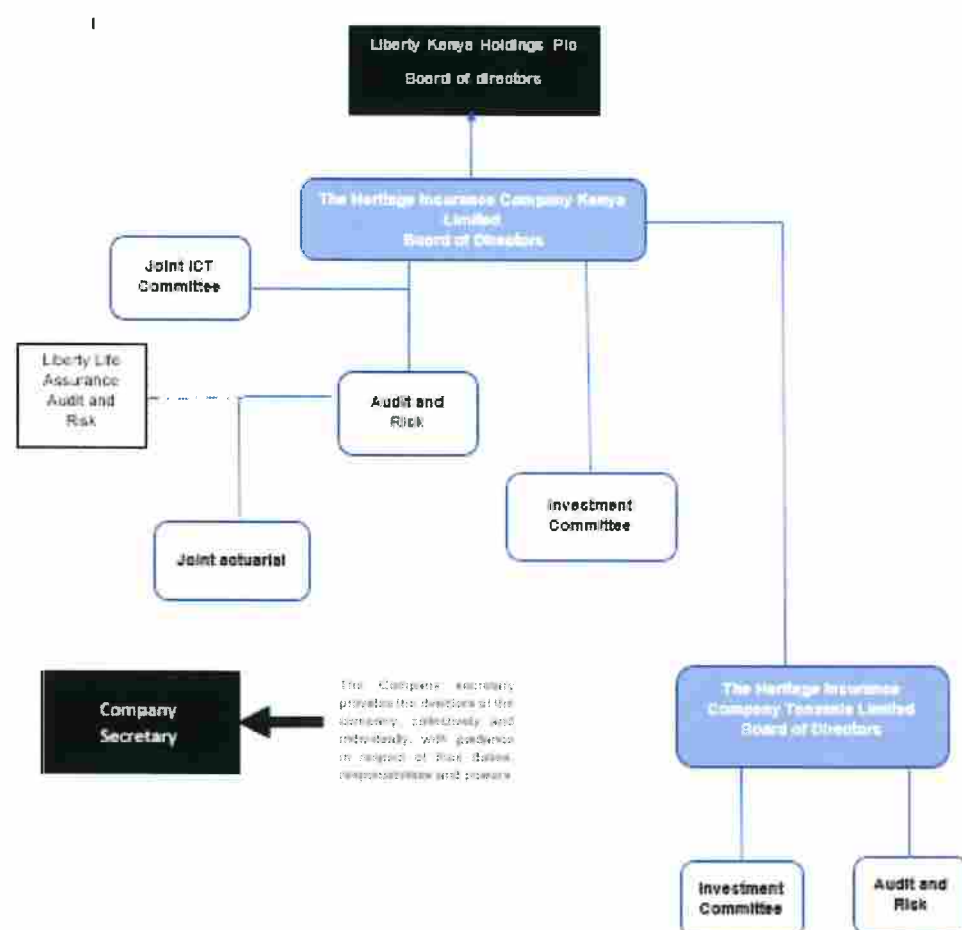 Liberty Kenya Holdings Plc
Board of directors
The Heritage Insurance Company Kenya
Limited
Board of Directors
Joint ICT
Committee
Liberty Life
Assurance
Audit and
Risk
Audit and
Risk
Investment
Committee
Joint actuarial
Company
Secretary
The Company secretary
provides the directors of the
company, collectively and
individually, with guidance
in respect of their duties,
responsibilities and powers
The Heritage Insurance
Company Tanzania Limited
Board of Directors
Investment
Committee
Audit and
Risk